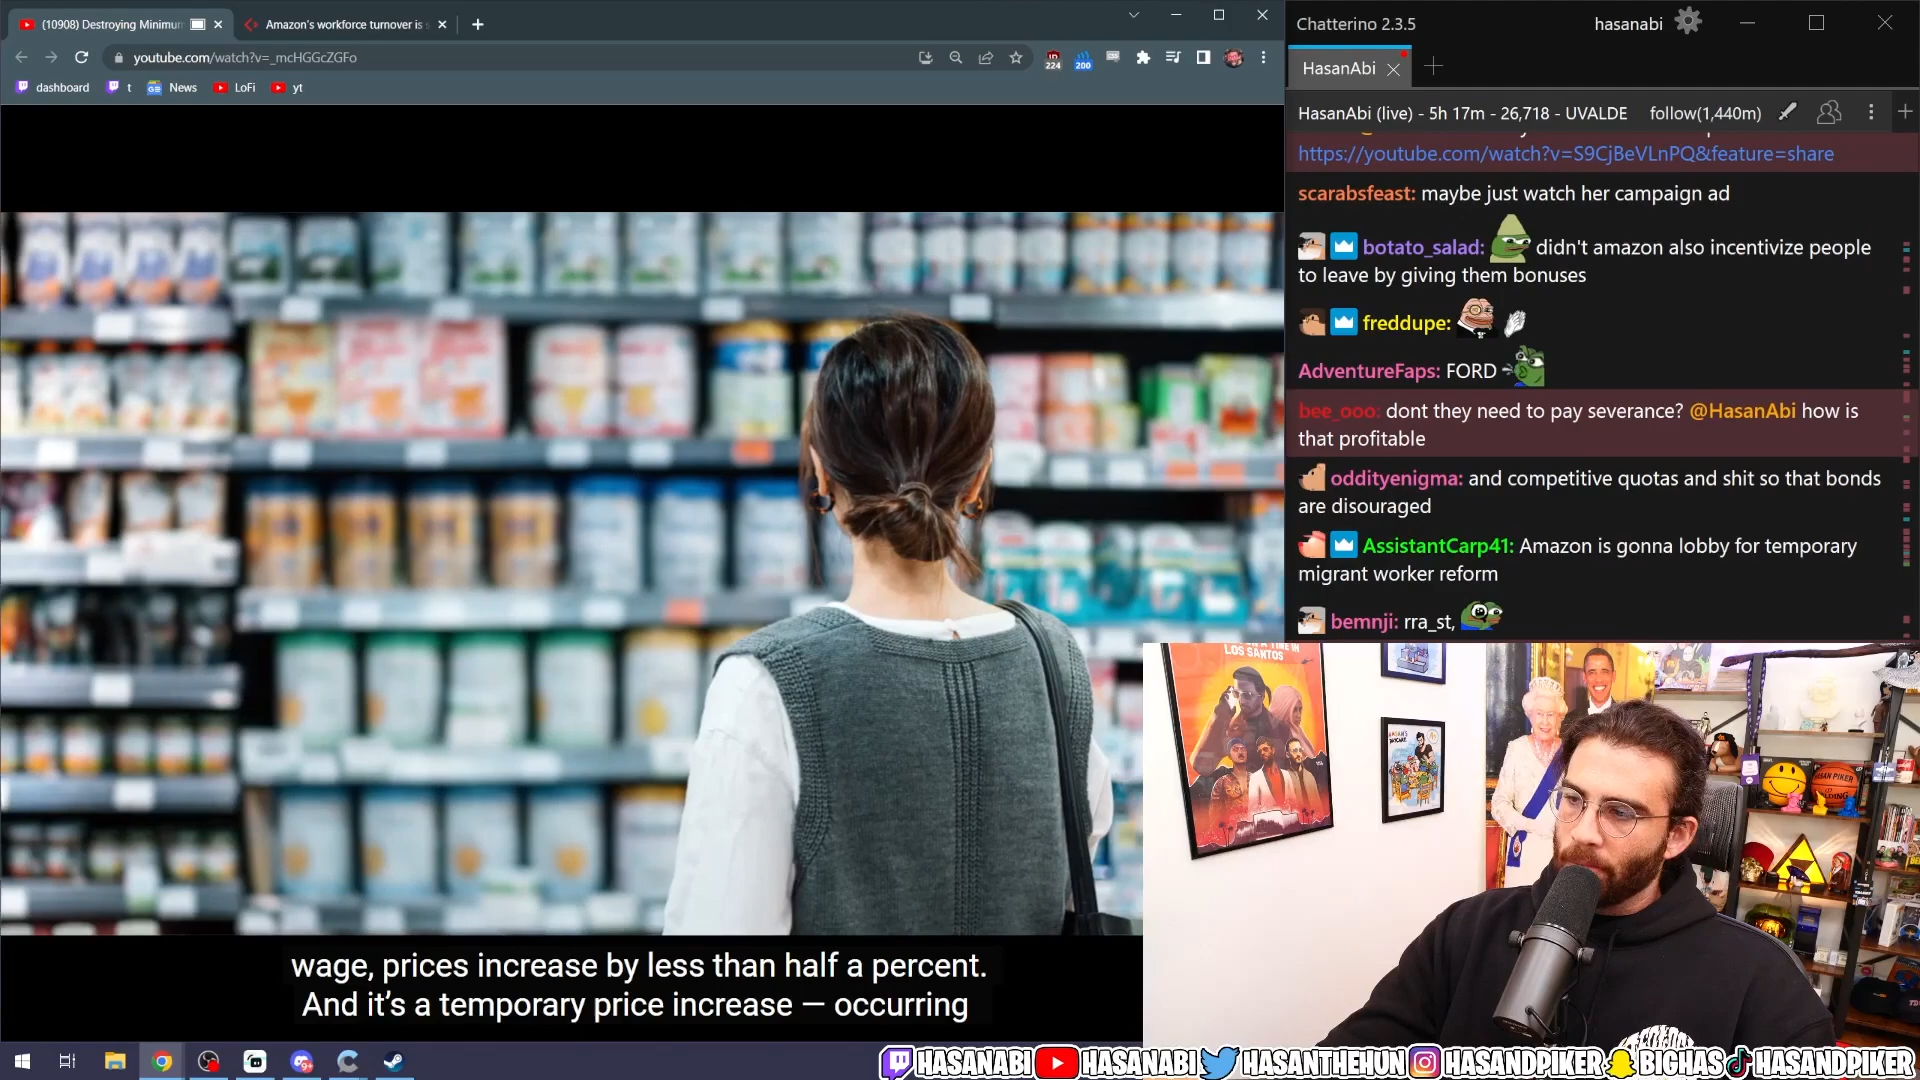 (10908) Destroying Minimum
Amazon's workforce turnover is
youtube.com/watch?v=_mcHGGcZGFo
224
200
dashboard
t
News
LoFi
yt
Chatterino 2.3.5
hasanabi
HasanAbi
HasanAbi (live) - 5h 17m - 26,718 - UVALDE
follow(1,440m)
https://youtube.com/watch?v=S9CjBeVLnPQ&feature=share
scarabsfeast: maybe just watch her campaign ad
botato_salad: didn't amazon also incentivize people
to leave by giving them bonuses
freddupe:
AdventureFaps: FORD
bee_ooo: dont they need to pay severance? @HasanAbi how is
that profitable
oddityenigma: and competitive quotas and shit so that bonds
are disouraged
AssistantCarp41: Amazon is gonna lobby for temporary
migrant worker reform
bemnji: rra_st,
LOS SANTOS
HASAN PIKER
wage, prices increase by less than half a percent.
And it's a temporary price increase — occurring
HASANABI
HASANABI
HASANTHEHUN
HASANDPIKER
BIGHAS
HASANDPIKER